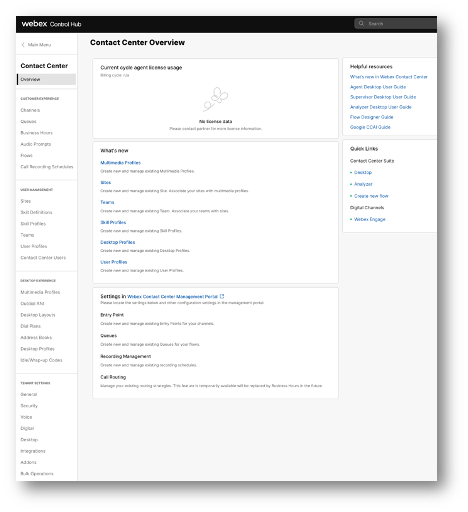 webex Control Hub
Search
Main Menu
Contact Center
Overview
CUSTOMER EXPERIENCE
Channels
Queues
Business Hours
Audio Prompts
Flows
Call Recording Schedules
USER MANAGEMENT
Sites
Skill Definitions
Skill Profiles
Teams
User Profiles
Contact Center Users
DESKTOP EXPERIENCE
Multimedia Profiles
Outdial ANI
Desktop Layouts
Dial Plans
Address Books
Desktop Profiles
Idle/Wrap-up Codes
TENANT SETTINGS
General
Security
Voice
Digital
Desktop
Integrations
Addons
Bulk Operations
Contact Center Overview
Current cycle agent license usage
Billing cycle: n/a
No license data
Please contact partner for more license information.
What's new
Multimedia Profiles
Create new and manage existing Multimedia Profiles.
Sites
Create new and manage existing Site. Associate your sites with multimedia profiles
Teams
Create new and manage existing Team. Associate your teams with sites.
Skill Profiles
Create new and manage existing Skill Profiles.
Desktop Profiles
Create new and manage existing Desktop Profiles.
User Profiles
Create new and manage existing User Profiles.
Settings in Webex Contact Center Management Portal
Please locate the settings below and other configuration settings in the management portal
Entry Point
Create new and manage existing Entry Points for your channels.
Queues
Create new and manage existing Queues for your flows.
Recording Management
Create new and manage existing recording schedules.
Call Routing
Manage your existing routing strategies. This feature is temporarily available will be replaced by Business Hours in the future.
Helpful resources
What's new in Webex Contact Center
Agent Desktop User Guide
Supervisor Desktop User Guide
Analyzer Desktop User Guide
Flow Designer Guide
Google CCAI Guide
Quick Links
Contact Center Suite
Desktop
Analyzer
Create new flow
Digital Channels
Webex Engage